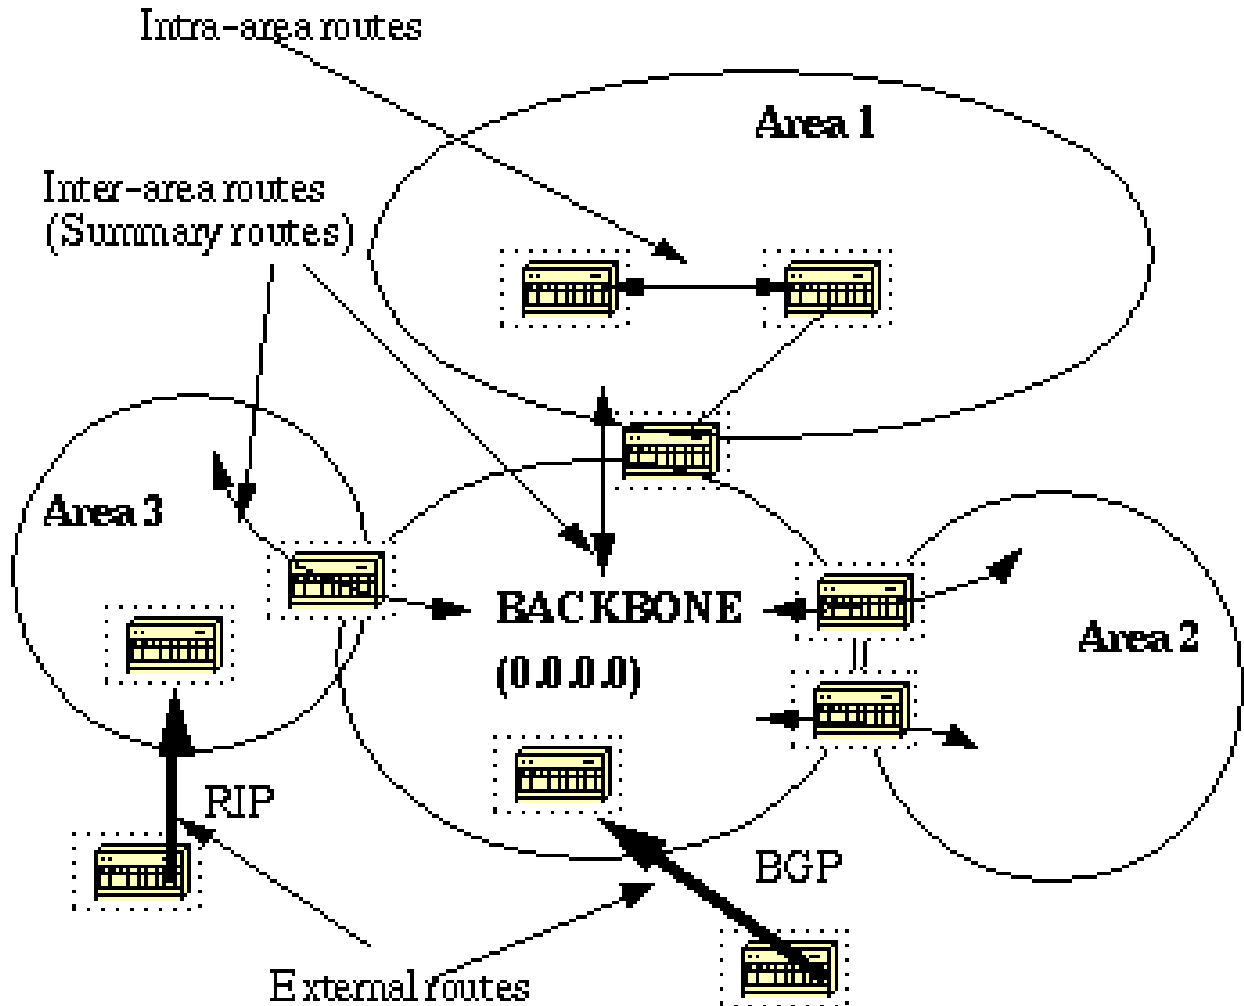 Intra-area routes
Area 1
Inter-area routes
(Summary routes)
Area 3
BACKBONE
(0.0.0.0)
Area 2
RIP
BGP
External routes